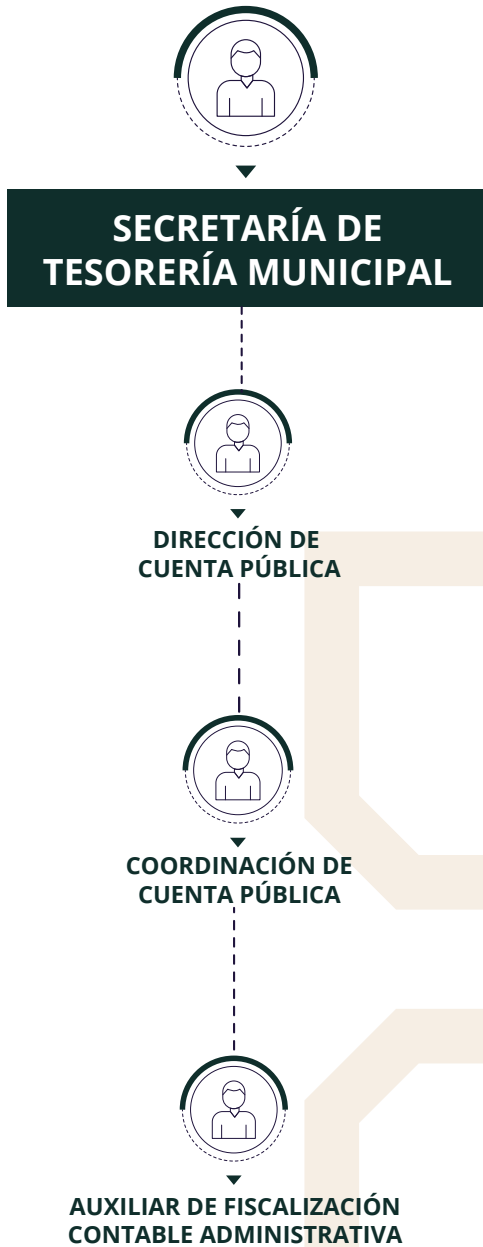 SECRETARÍA DE
TESORERÍA MUNICIPAL
DIRECCIÓN DE
CUENTA PÚBLICA
COORDINACIÓN DE
CUENTA PÚBLICA
AUXILIAR DE FISCALIZACIÓN
CONTABLE ADMINISTRATIVA